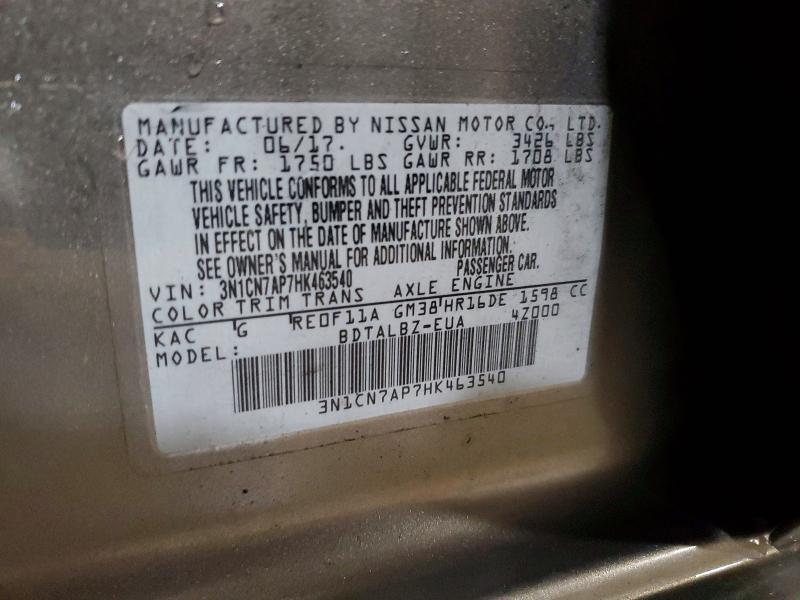 MANUFACTURED BY NISSAN MOTOR CO., LTD.
DATE: 06/17. GVWR: 3426 LBS
GAWR FR: 1750 LBS GAWR RR: 1708 LBS
THIS VEHICLE CONFORMS TO ALL APPLICABLE FEDERAL MOTOR
VEHICLE SAFETY, BUMPER AND THEFT PREVENTION STANDARDS
IN EFFECT ON THE DATE OF MANUFACTURE SHOWN ABOVE.
SEE OWNER'S MANUAL FOR ADDITIONAL INFORMATION.
VIN: 3N1CN7AP7HK463540 PASSENGER CAR.
COLOR TRIM TRANS AXLE ENGINE
KAC G RE0F11A GM38 HR16DE 1598 CC
MODEL: BDTALBZ-EUA 4Z000
3N1CN7AP7HK463540